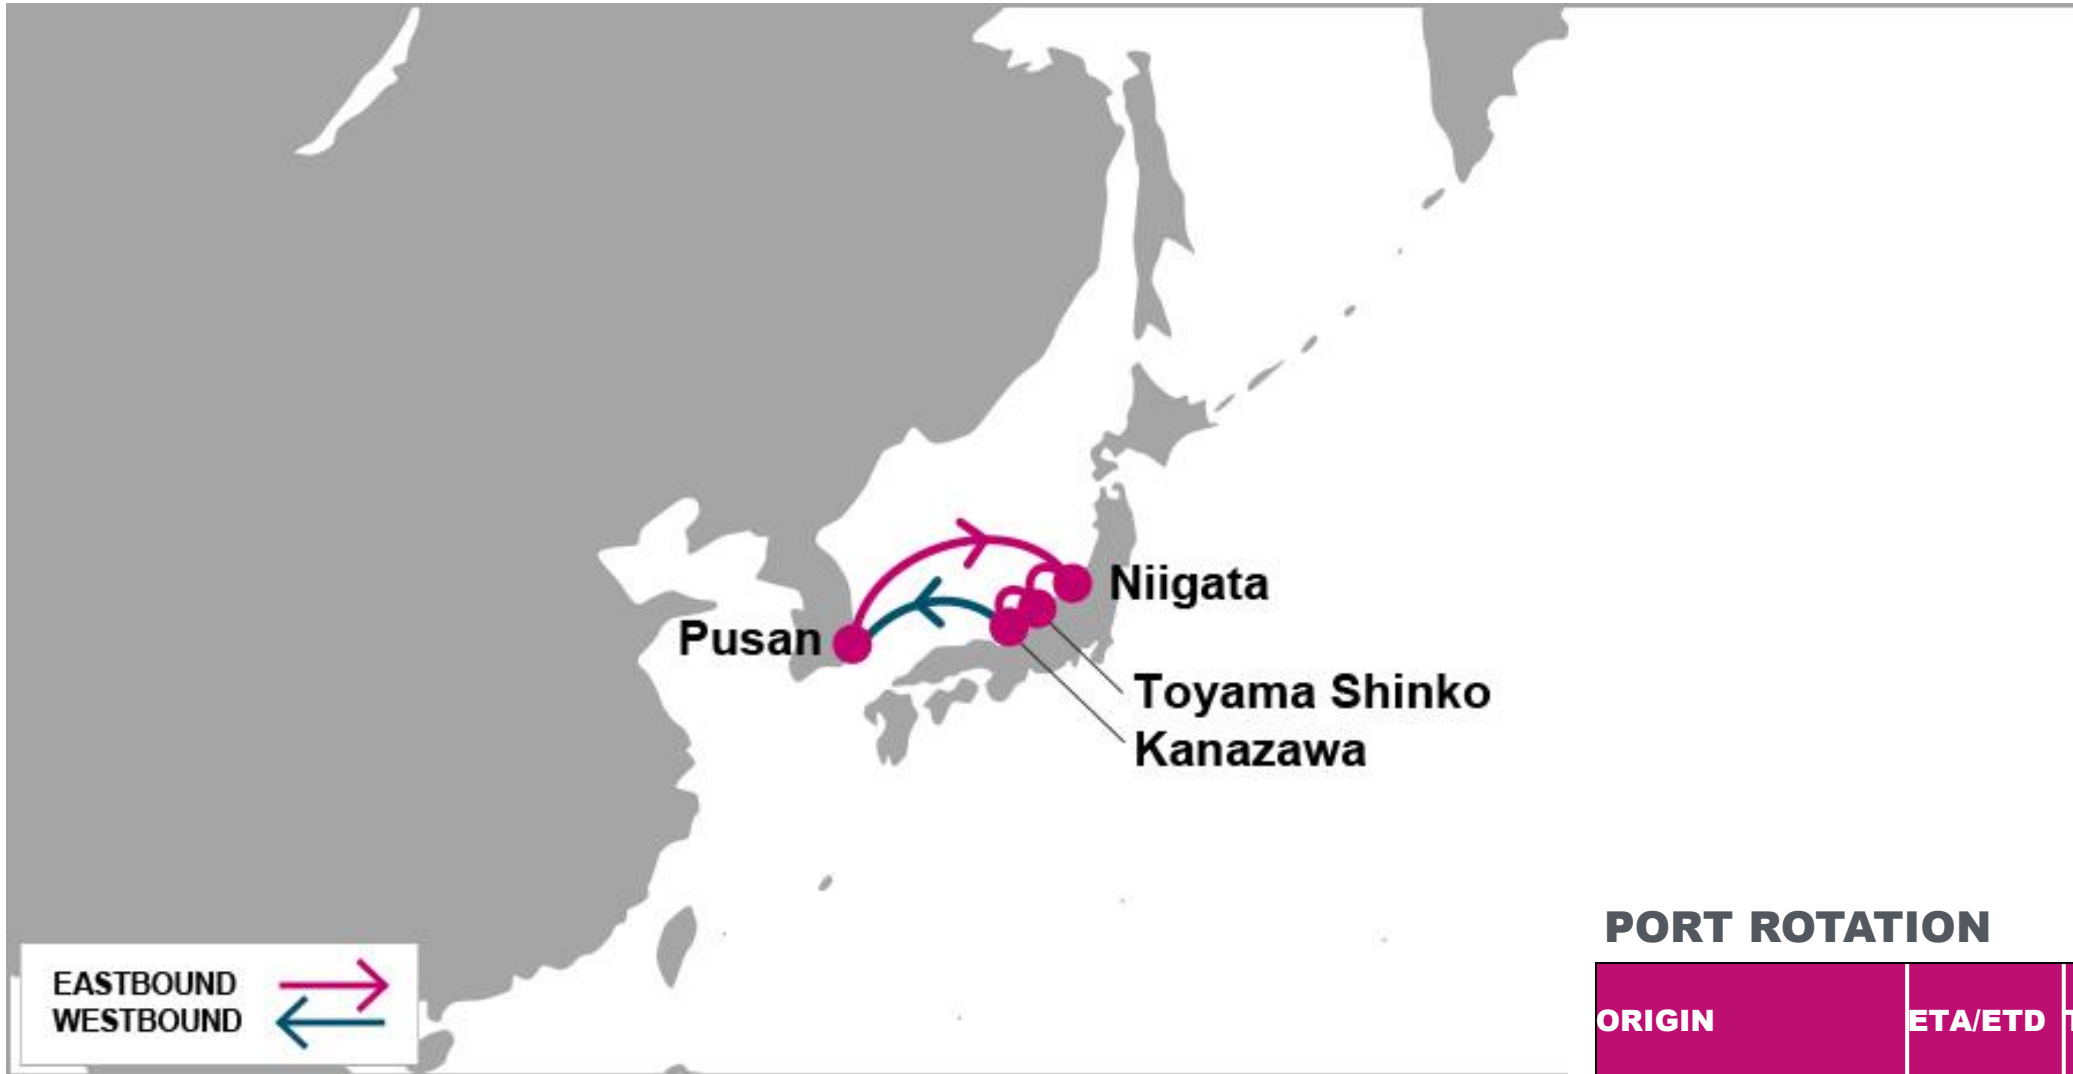 Niigata
Pusan
Toyama Shinko
Kanazawa
EASTBOUND
WESTBOUND
PORT ROTATION
ORIGIN ETA/ETD